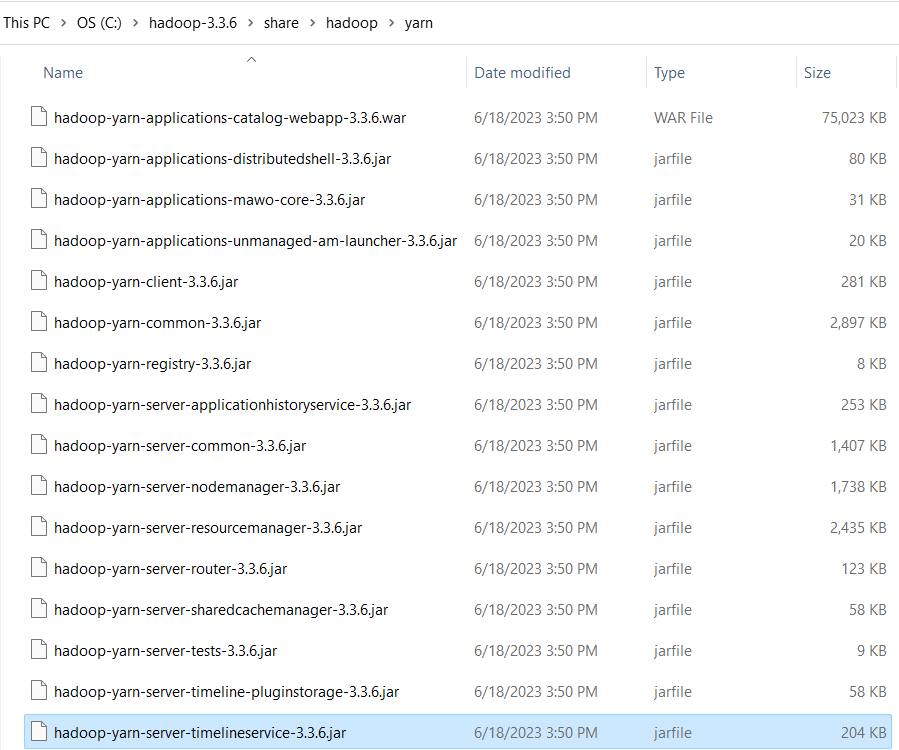 This PC > OS (C:) > hadoop-3.3.6 > share > hadoop > yarn
Name Date modified Type Size
hadoop-yarn-applications-catalog-webapp-3.3.6.war 6/18/2023 3:50 PM WAR File 75,023 KB
hadoop-yarn-applications-distributedshell-3.3.6.jar 6/18/2023 3:50 PM jarfile 80 KB
hadoop-yarn-applications-mawo-core-3.3.6.jar 6/18/2023 3:50 PM jarfile 31 KB
hadoop-yarn-applications-unmanaged-am-launcher-3.3.6.jar 6/18/2023 3:50 PM jarfile 20 KB
hadoop-yarn-client-3.3.6.jar 6/18/2023 3:50 PM jarfile 281 KB
hadoop-yarn-common-3.3.6.jar 6/18/2023 3:50 PM jarfile 2,897 KB
hadoop-yarn-registry-3.3.6.jar 6/18/2023 3:50 PM jarfile 8 KB
hadoop-yarn-server-applicationhistoryservice-3.3.6.jar 6/18/2023 3:50 PM jarfile 253 KB
hadoop-yarn-server-common-3.3.6.jar 6/18/2023 3:50 PM jarfile 1,407 KB
hadoop-yarn-server-nodemanager-3.3.6.jar 6/18/2023 3:50 PM jarfile 1,738 KB
hadoop-yarn-server-resourcemanager-3.3.6.jar 6/18/2023 3:50 PM jarfile 2,435 KB
hadoop-yarn-server-router-3.3.6.jar 6/18/2023 3:50 PM jarfile 123 KB
hadoop-yarn-server-sharedcachemanager-3.3.6.jar 6/18/2023 3:50 PM jarfile 58 KB
hadoop-yarn-server-tests-3.3.6.jar 6/18/2023 3:50 PM jarfile 9 KB
hadoop-yarn-server-timeline-pluginstorage-3.3.6.jar 6/18/2023 3:50 PM jarfile 58 KB
hadoop-yarn-server-timelineservice-3.3.6.jar 6/18/2023 3:50 PM jarfile 204 KB